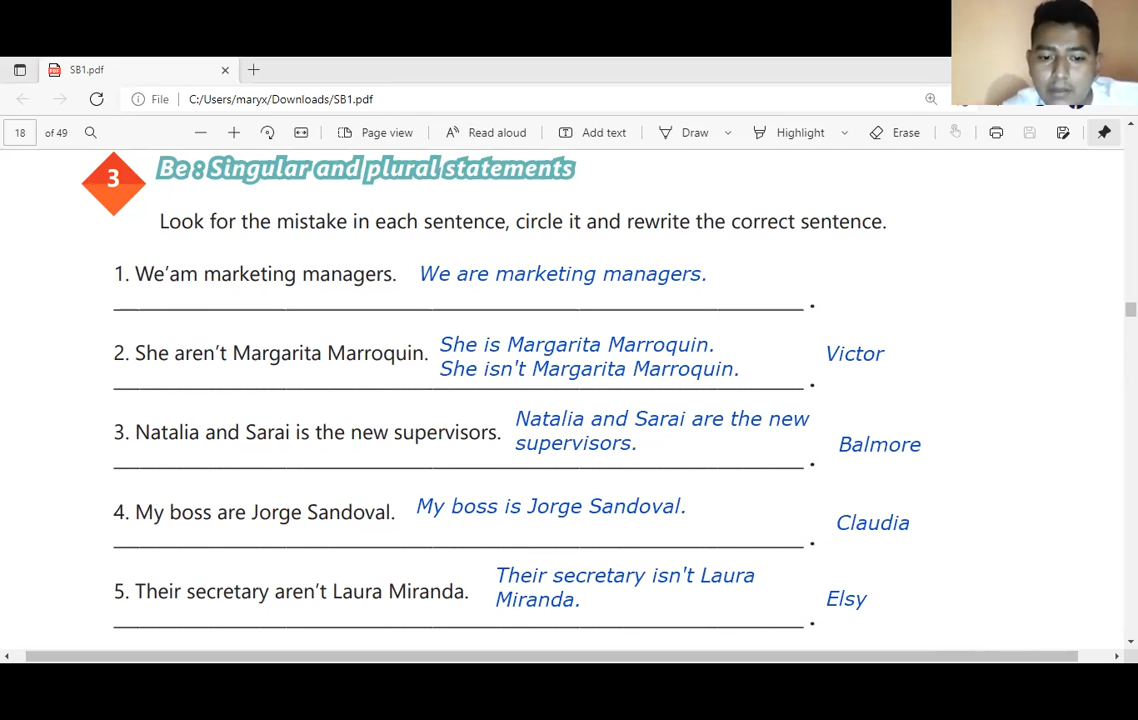 SB1.pdf
File C:/Users/maryx/Downloads/SB1.pdf
18 of 49 Page view Read aloud Add text Draw Highlight Erase
3 Be : Singular and plural statements
Look for the mistake in each sentence, circle it and rewrite the correct sentence.
1. We’am marketing managers. We are marketing managers.
____________________ .
2. She aren’t Margarita Marroquin. She is Margarita Marroquin.
She isn't Margarita Marroquin. Victor
____________________ .
3. Natalia and Sarai is the new supervisors. Natalia and Sarai are the new
supervisors. Balmore
____________________ .
4. My boss are Jorge Sandoval. My boss is Jorge Sandoval.
Claudia
____________________ .
5. Their secretary aren’t Laura Miranda. Their secretary isn't Laura
Miranda. Elsy
____________________ .